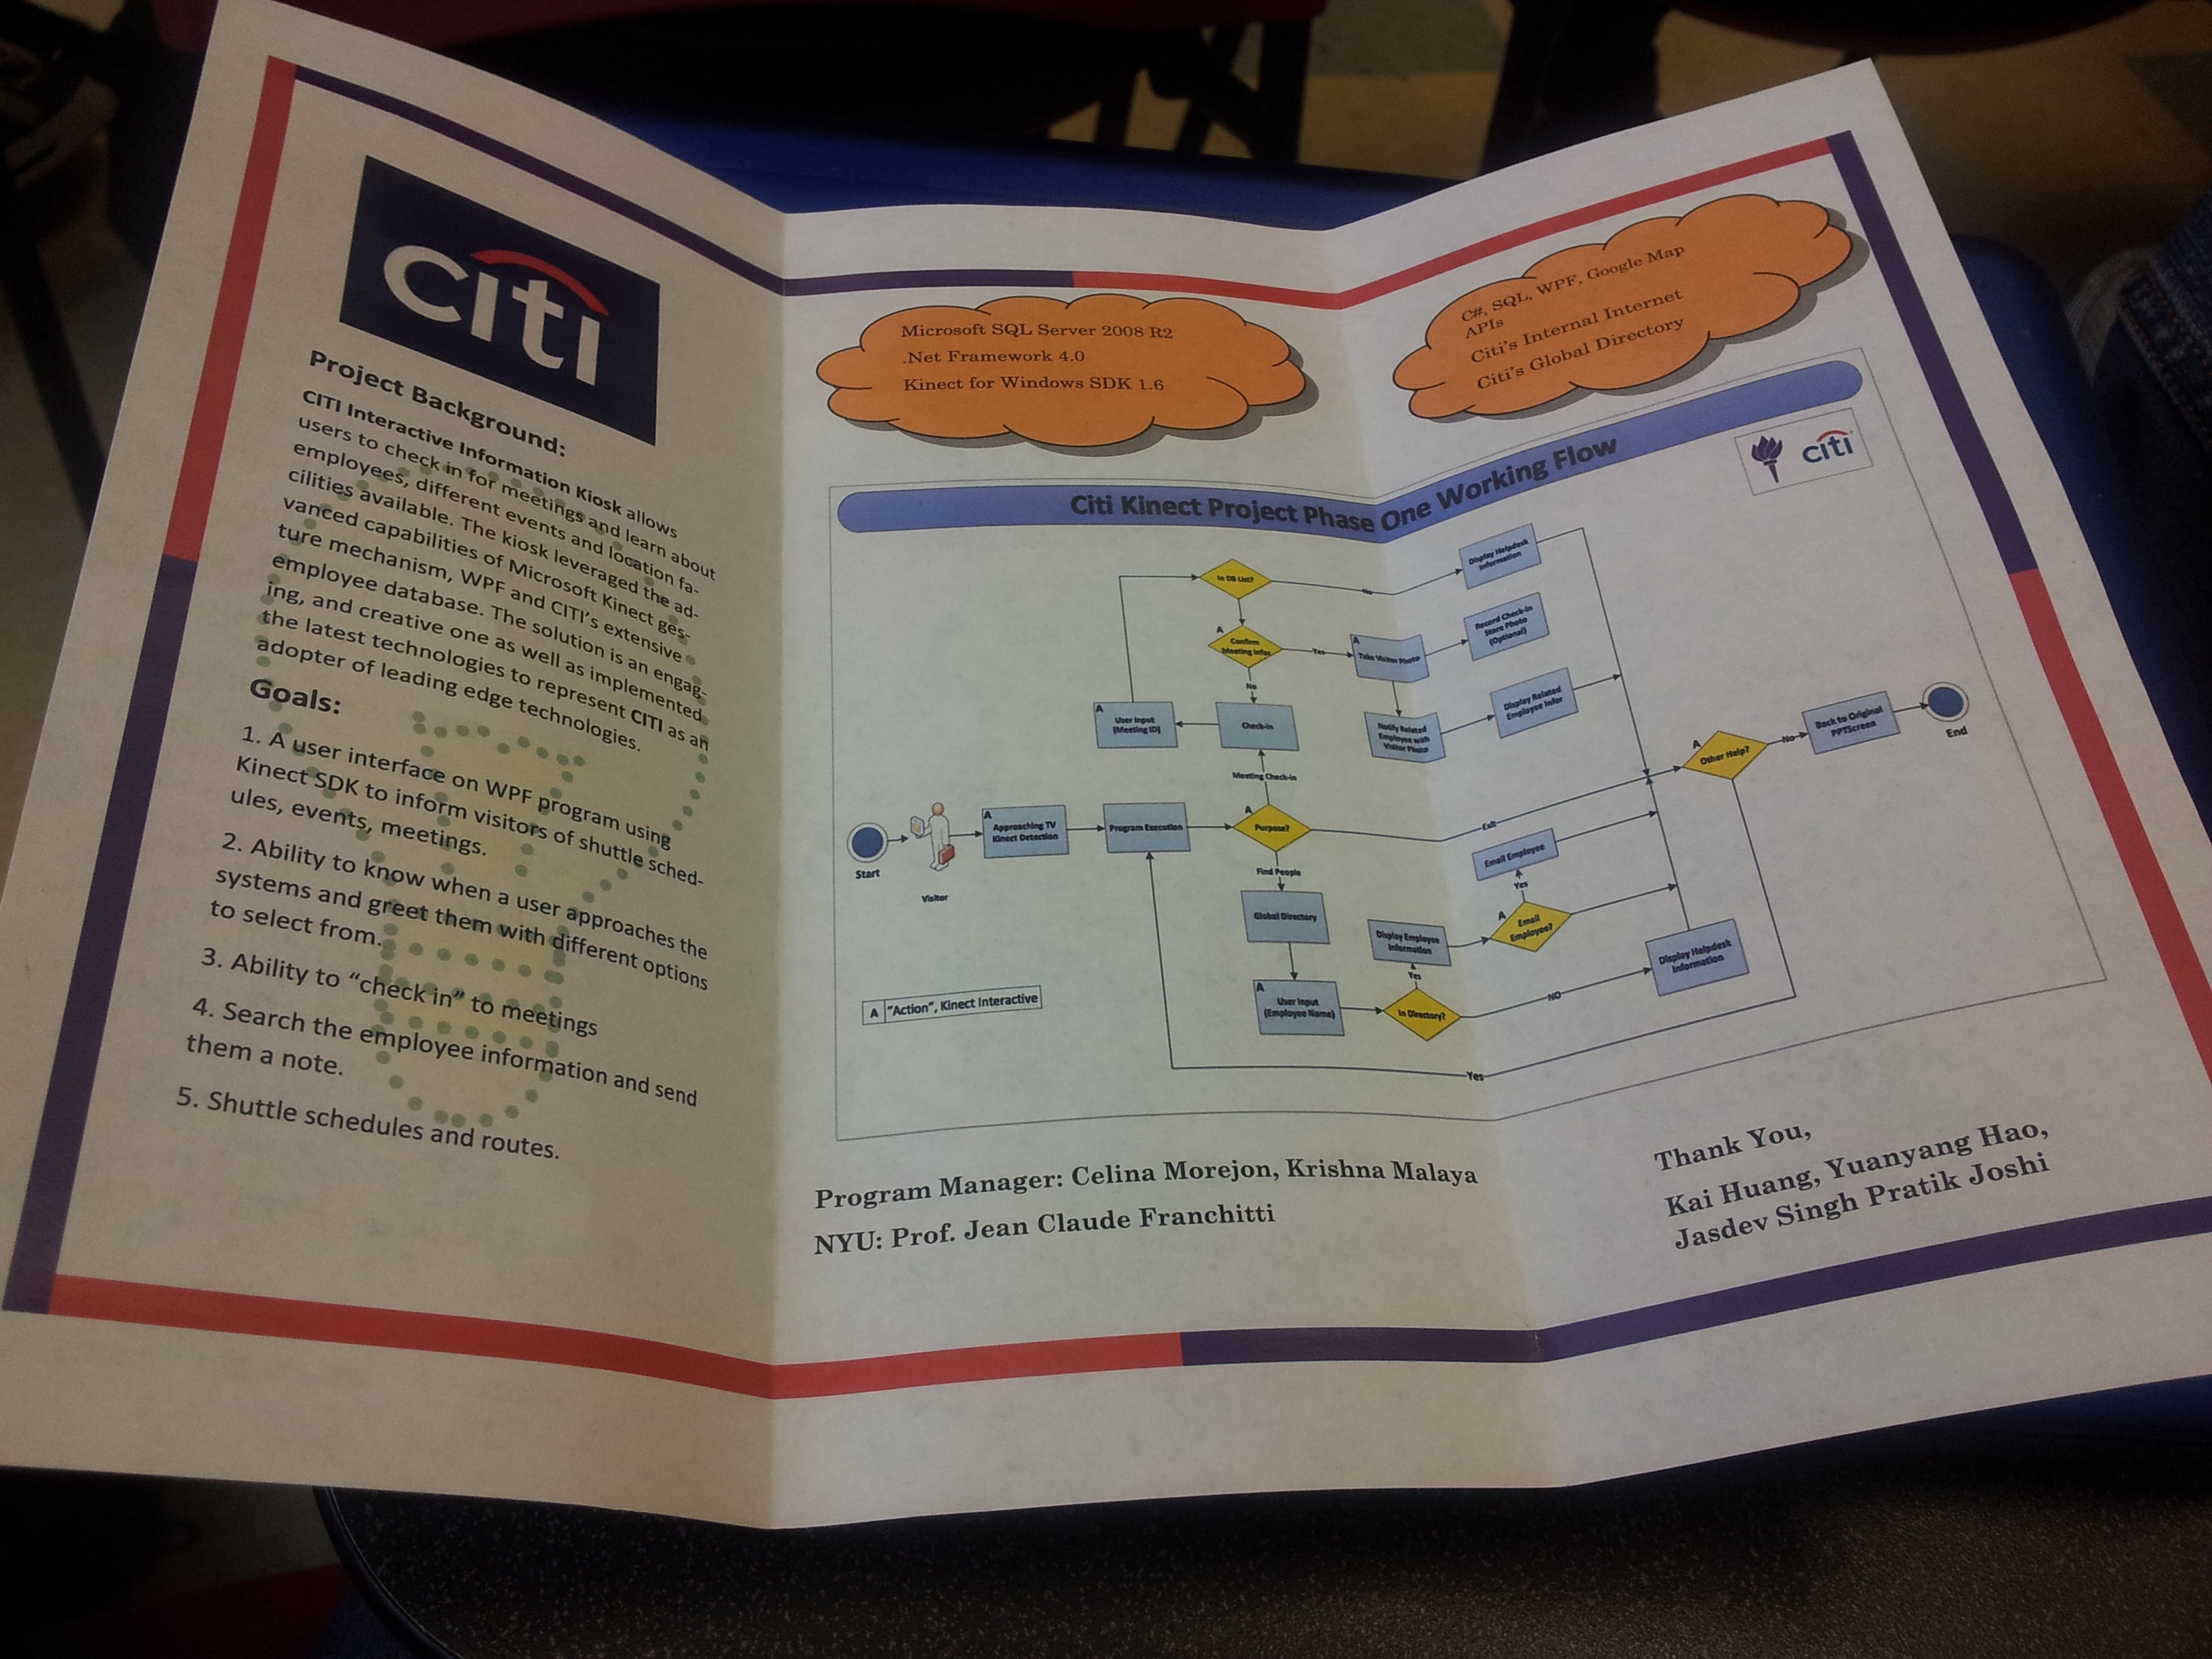 citi
Project Background:
CITI Interactive Information Kiosk allows
users to check in for meetings and learn about
employees, different events and location fa-
cilities available. The kiosk leveraged the ad-
vanced capabilities of Microsoft Kinect ges-
ture mechanism, WPF and CITI's extensive
employee database. The solution is an engag-
ing, and creative one as well as implemented
the latest technologies to represent CITI as an
adopter of leading edge technologies.
Goals:
1. A user interface on WPF program using
Kinect SDK to inform visitors of shuttle sched-
ules, events, meetings.
2. Ability to know when a user approaches the
systems and greet them with different options
to select from.
3. Ability to “check in” to meetings
4. Search the employee information and send
them a note.
5. Shuttle schedules and routes.
Microsoft SQL Server 2008 R2
.Net Framework 4.0
Kinect for Windows SDK 1.6
C#, SQL, WPF, Google Map
APIs
Citi's Internal Internet
Citi's Global Directory
Citi Kinect Project Phase One Working Flow
citi
In DB List?
No
Display Helpdesk
Information
A
Confirm
Meeting Infor
Yes
A
Take Visitor Photo
Record Check-in
Store Photo
(Optional)
No
A
User Input
(Meeting ID)
Check-in
Notify Related
Employee with
Visitor Photo
Display Related
Employee Infor
Meeting Check-in
Start
Visitor
A
Approaching TV
Kinect Detection
Program Execution
A
Purpose?
Exit
A
Other Help?
No
Back to Original
PPTScreen
End
Find People
Global Directory
A
User Input
(Employee Name)
In Directory?
Yes
Display Employee
Information
A
Email
Employee?
Yes
Email Employee
NO
Display Helpdesk
Information
Yes
A "Action", Kinect Interactive
Program Manager: Celina Morejon, Krishna Malaya
NYU: Prof. Jean Claude Franchitti
Thank You,
Kai Huang, Yuanyang Hao,
Jasdev Singh Pratik Joshi